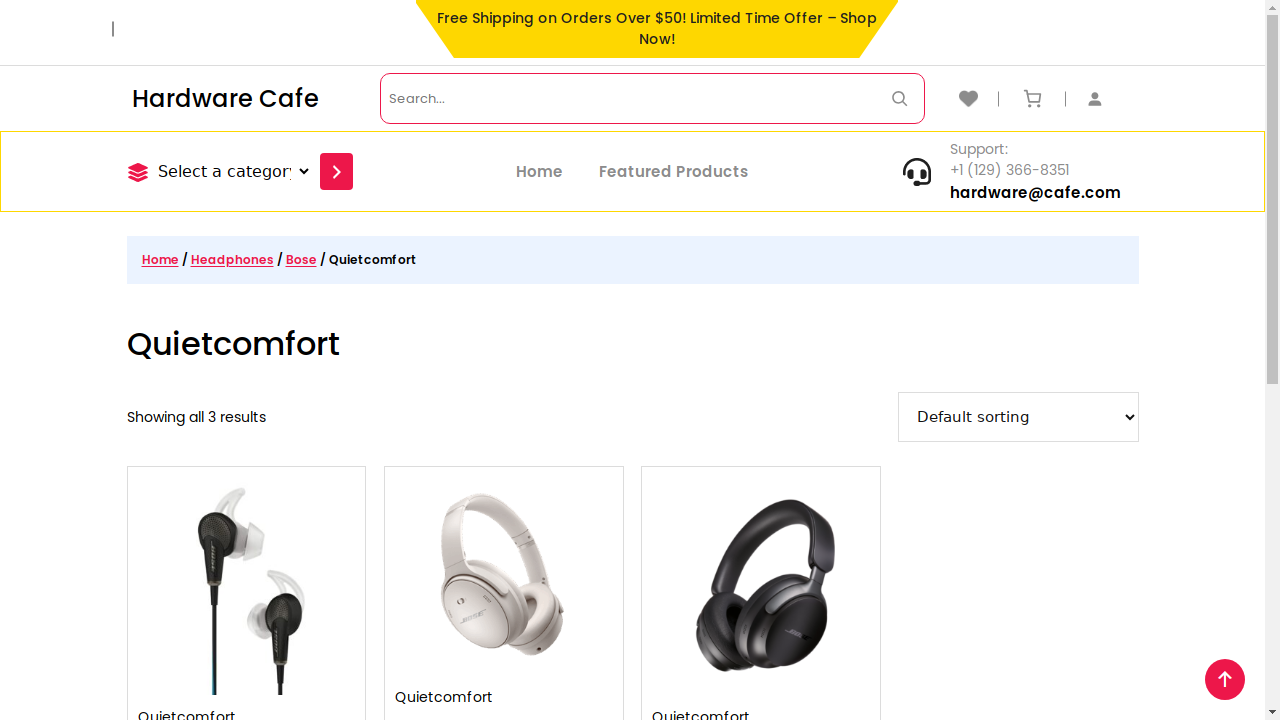 Free Shipping on Orders Over $50! Limited Time Offer – Shop
Now!
Hardware Cafe
Search...
Select a category
Home
Featured Products
Support:
+1 (129) 366-8351
hardware@cafe.com
Home / Headphones / Bose / Quietcomfort
Quietcomfort
Showing all 3 results
Default sorting
Quietcomfort
Quietcomfort
Quietcomfort